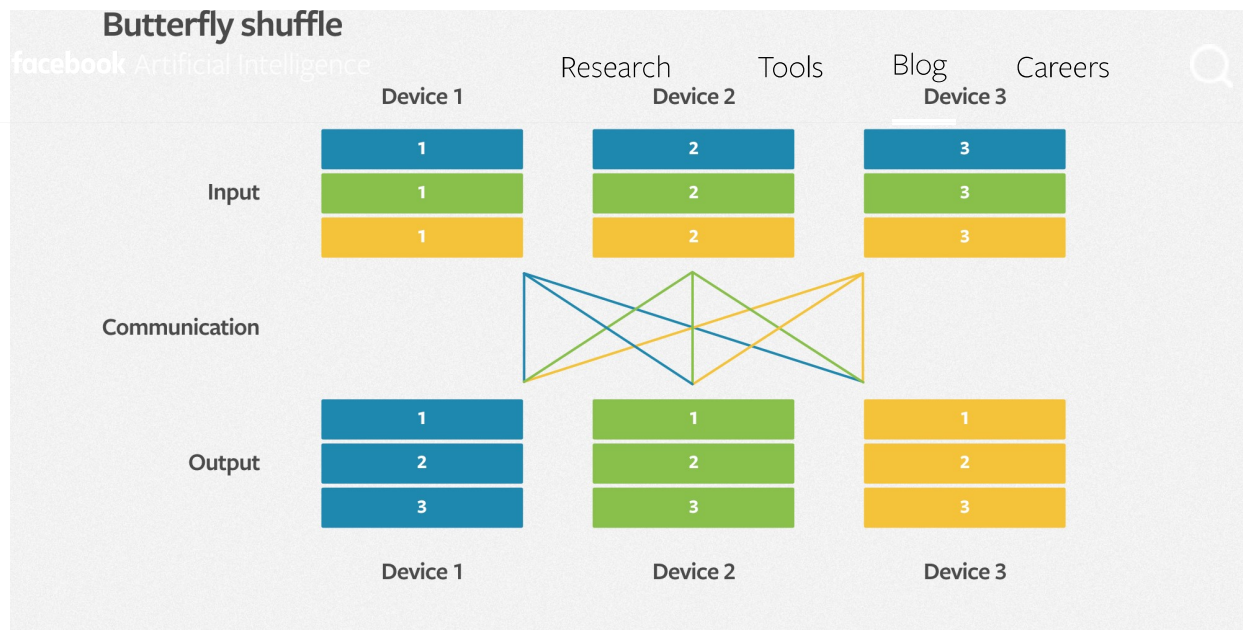 Butterfly shuffle
facebook Artificial Intelligence
Research Tools Blog Careers
Device 1 Device 2 Device 3
1 2 3
Input 1 2 3
1 2 3
Communication
1 1 1
Output 2 2 2
3 3 3
Device 1 Device 2 Device 3